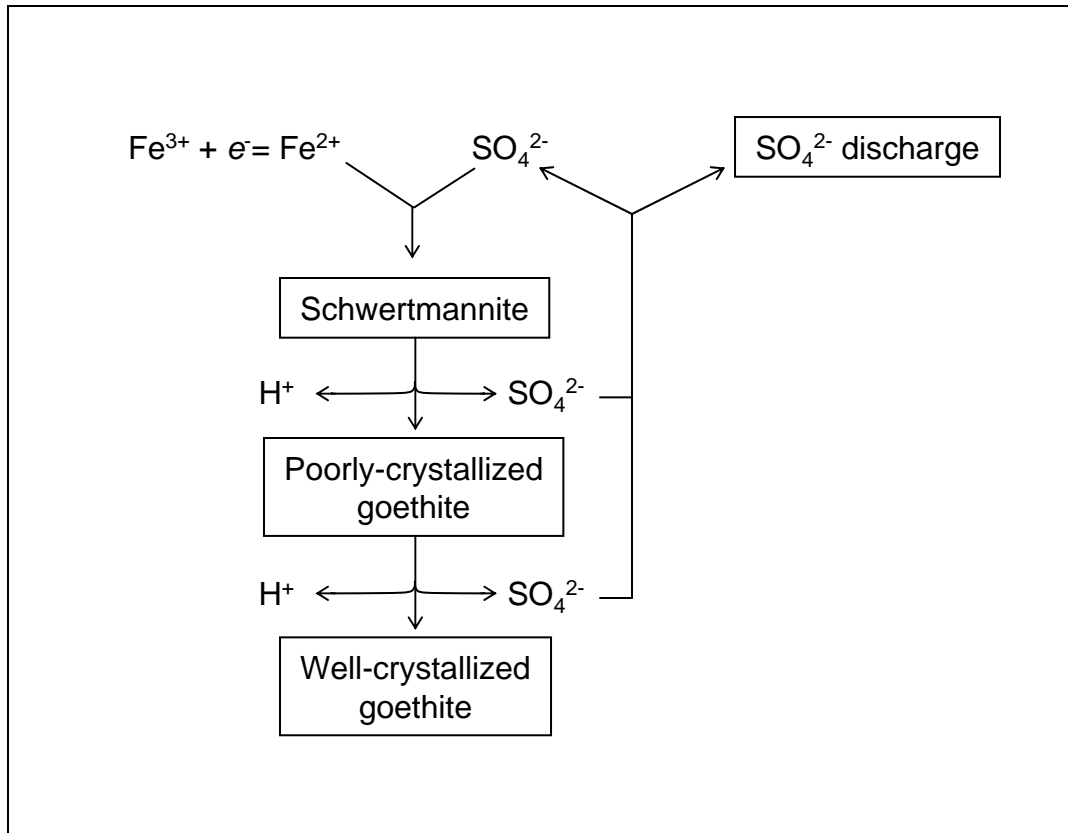 Fe³⁺ + e⁻= Fe²⁺
SO₄²⁻
SO₄²⁻ discharge
Schwertmannite
H⁺
SO₄²⁻
Poorly-crystallized
goethite
H⁺
SO₄²⁻
Well-crystallized
goethite